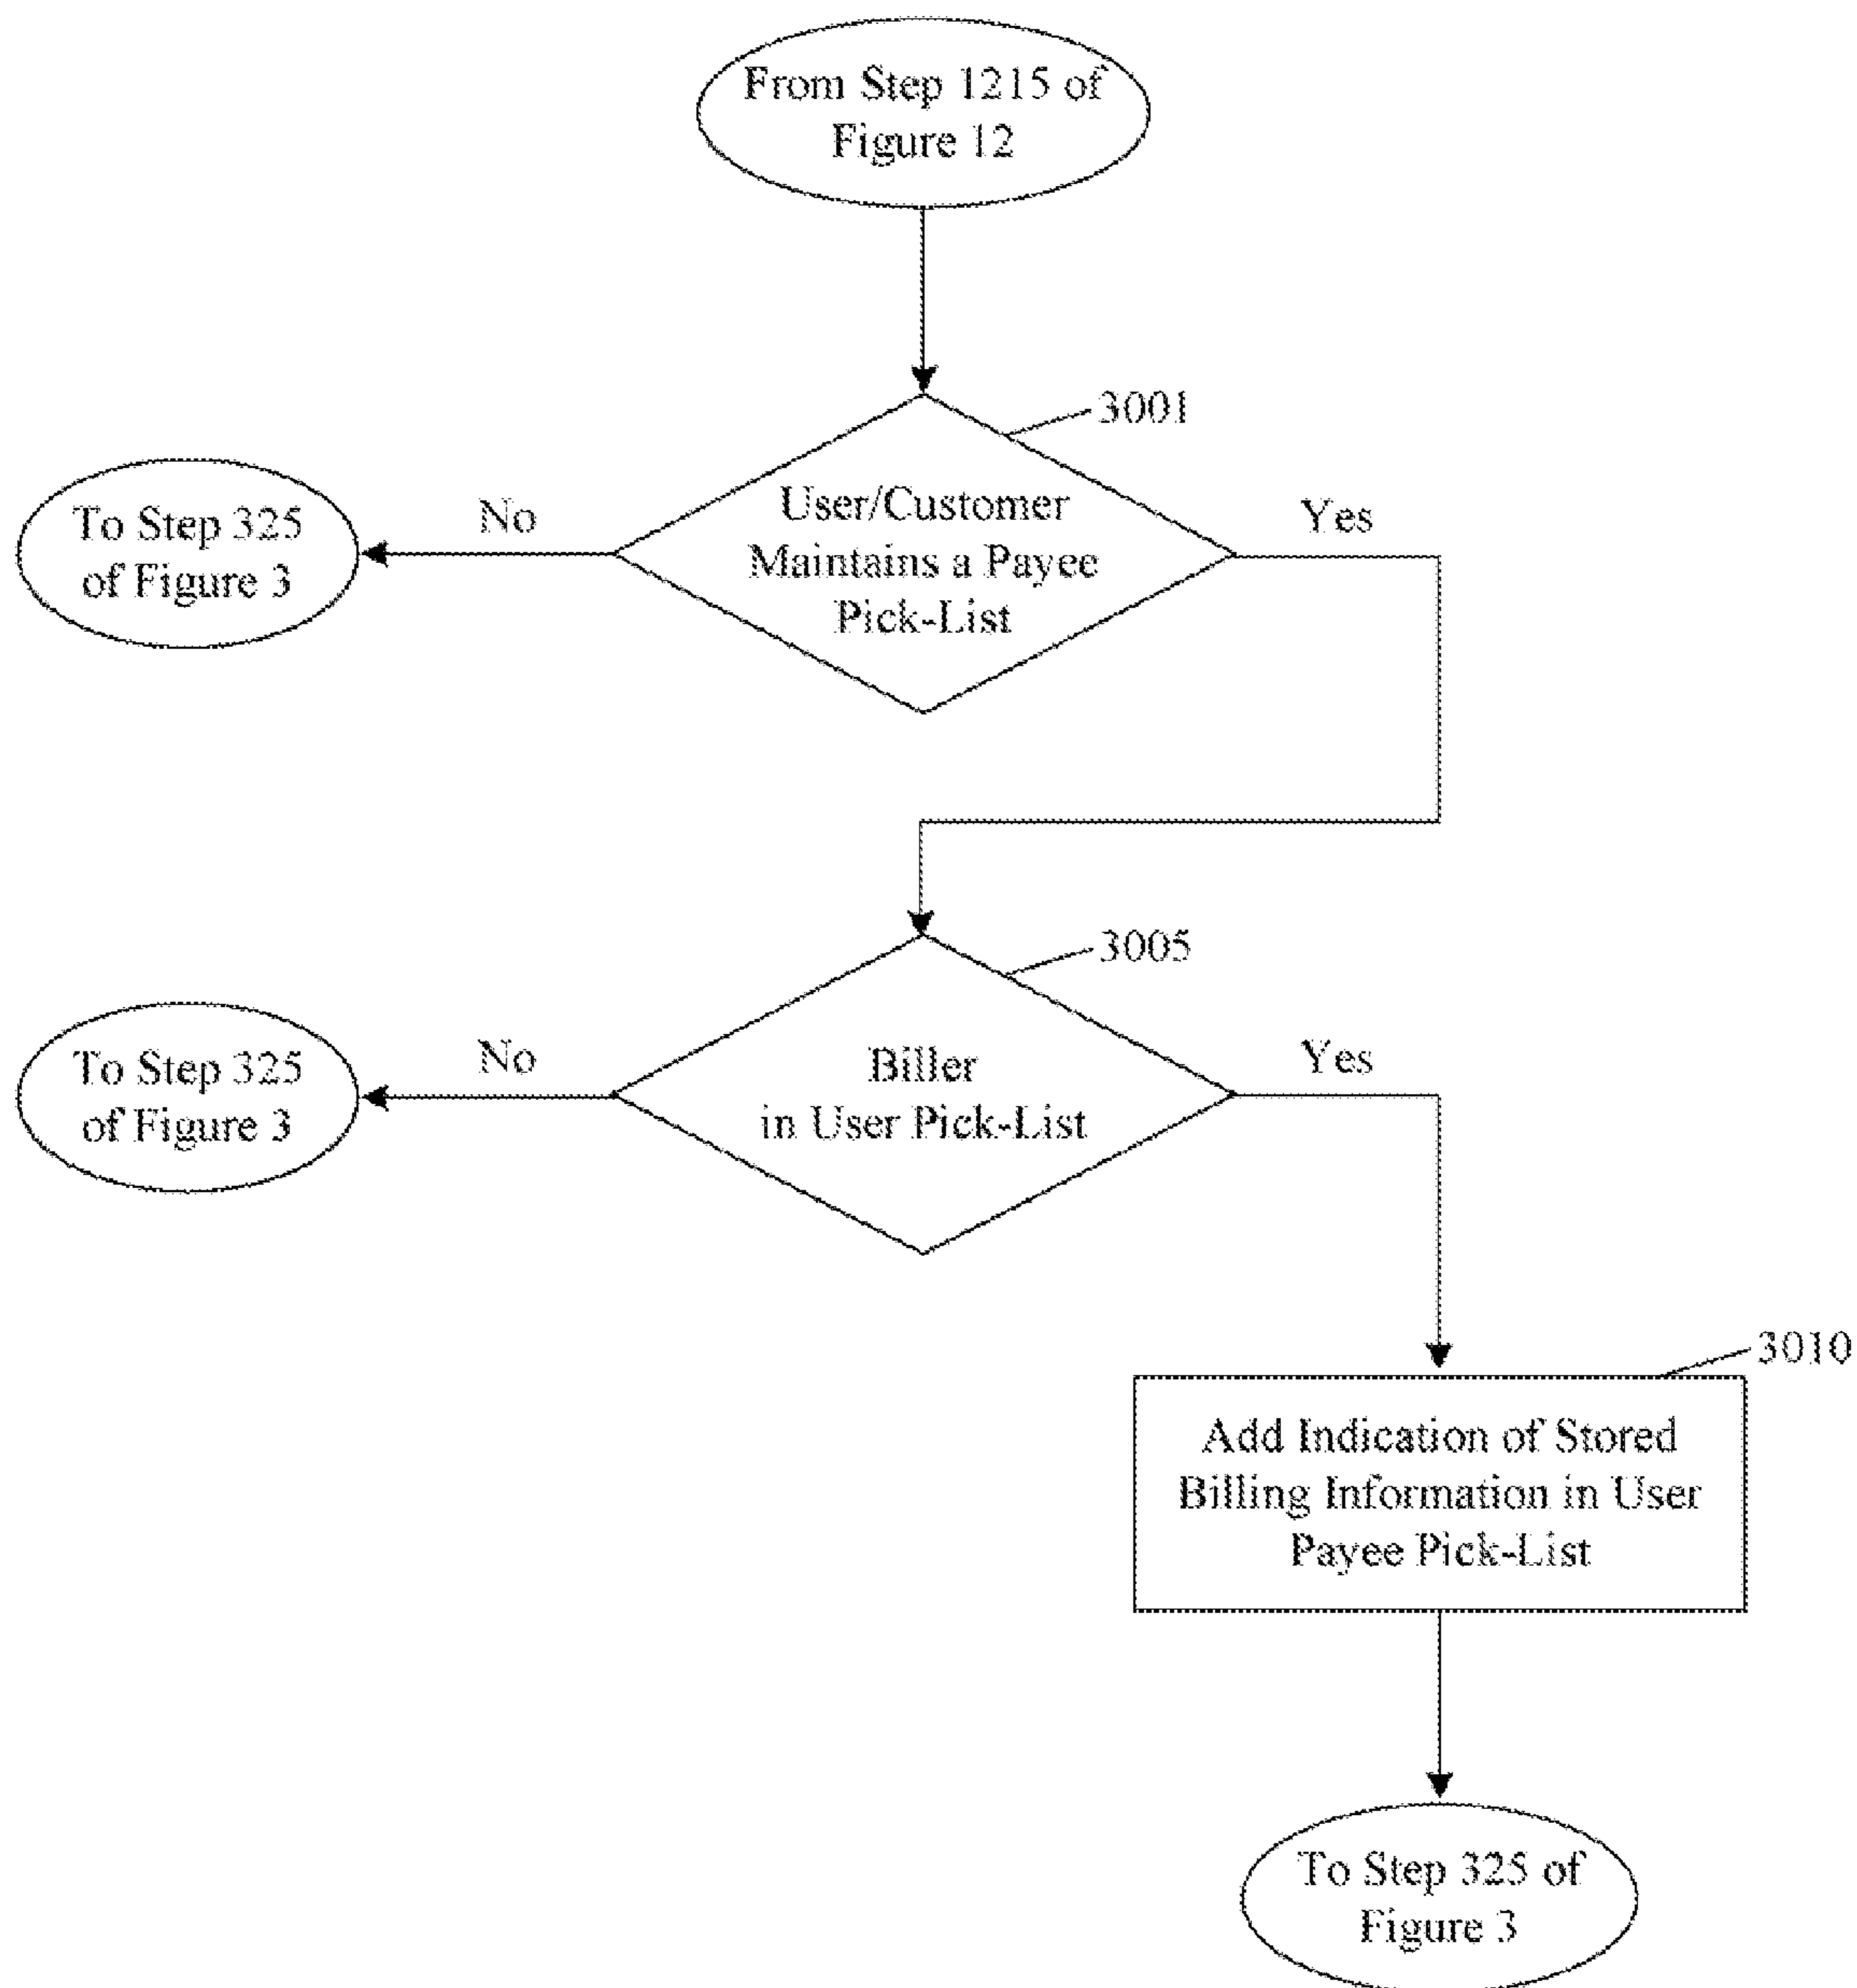 From Step 1215 of
Figure 12
3001
User/Customer
Maintains a Payee
Pick-List
No
Yes
To Step 325
of Figure 3
3005
Biller
in User Pick-List
No
Yes
To Step 325
of Figure 3
3010
Add Indication of Stored
Billing Information in User
Payee Pick-List
To Step 325 of
Figure 3